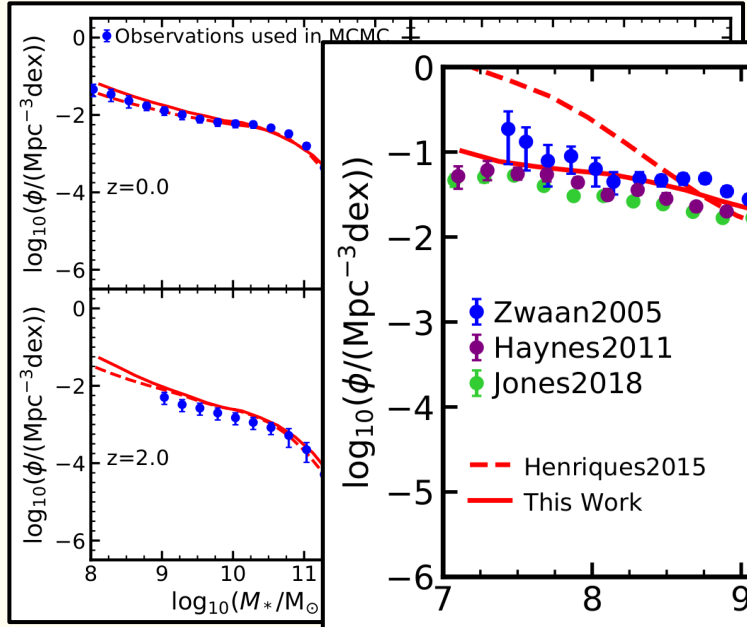 0
Observations used in MCMC
−2
−4
−6
z=0.0
log₁₀(ϕ/(Mpc⁻³dex))
−2
−4
−6
z=2.0
log₁₀(ϕ/(Mpc⁻³dex))
8 9 10 11
log₁₀(M*/M⊙
0
−1
−2
−3
−4
−5
−6
log₁₀(ϕ/(Mpc⁻³dex))
Zwaan2005
Haynes2011
Jones2018
Henriques2015
This Work
7 8 9